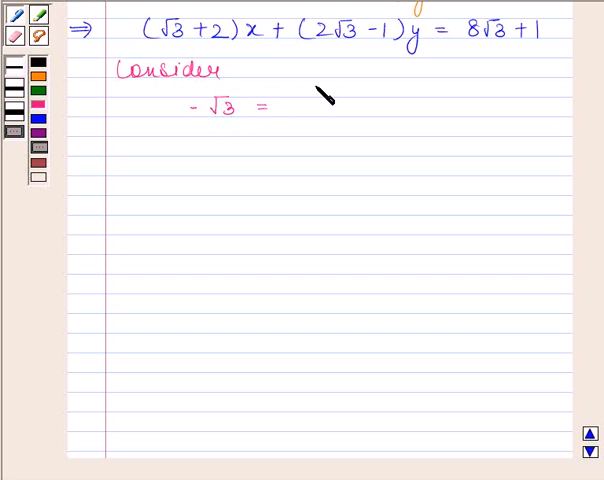 ⇒ (√3 + 2) x + (2√3 - 1) y = 8√3 + 1
Consider
- √3 =